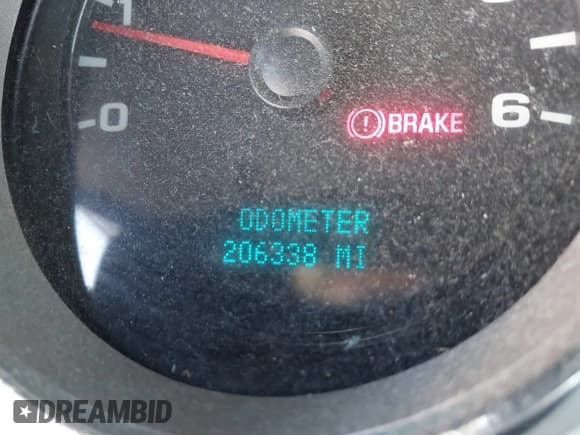 0
6
BRAKE
ODOMETER
206338 MI
DREAMBID